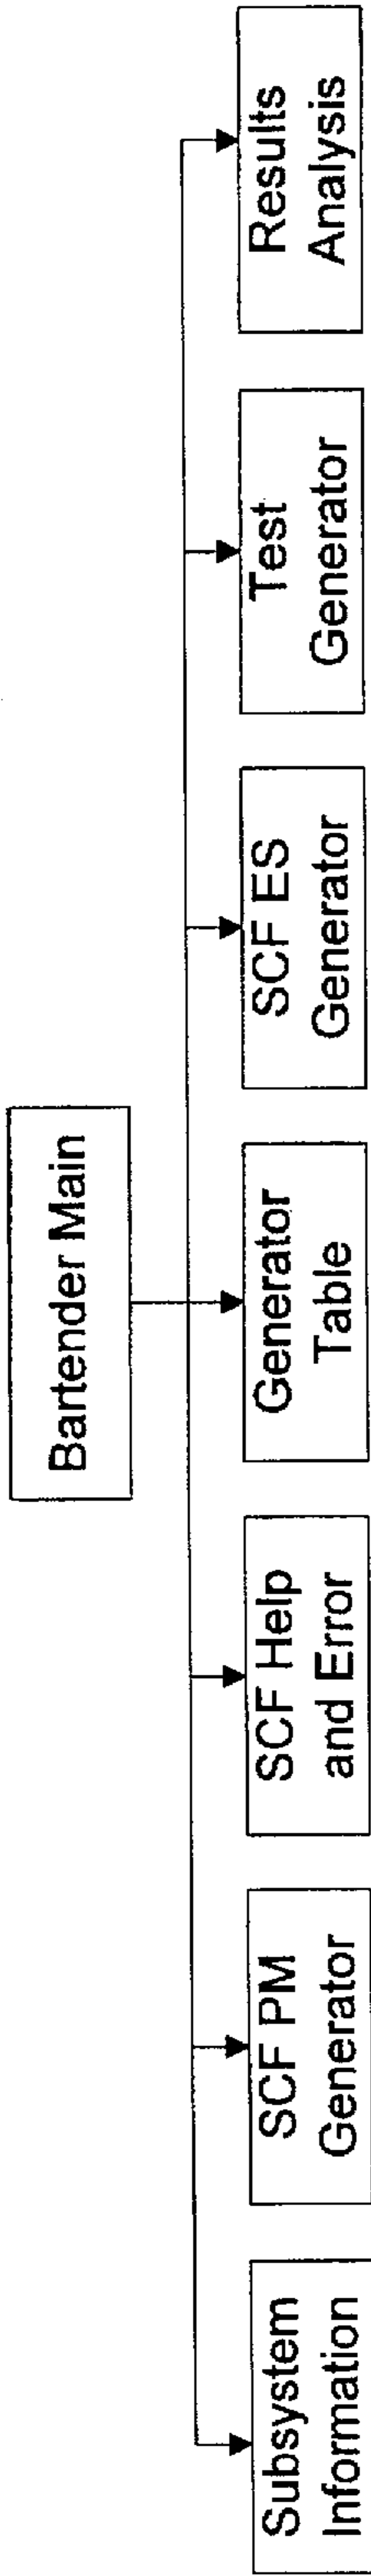 Bartender Main
Subsystem
Information
SCF PM
Generator
SCF Help
and Error
Generator
Table
SCF ES
Generator
Test
Generator
Results
Analysis